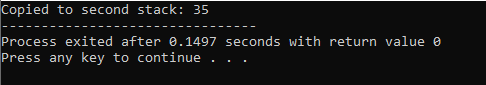 Copied to second stack: 35
--------------------------------
Process exited after 0.1497 seconds with return value 0
Press any key to continue . . .